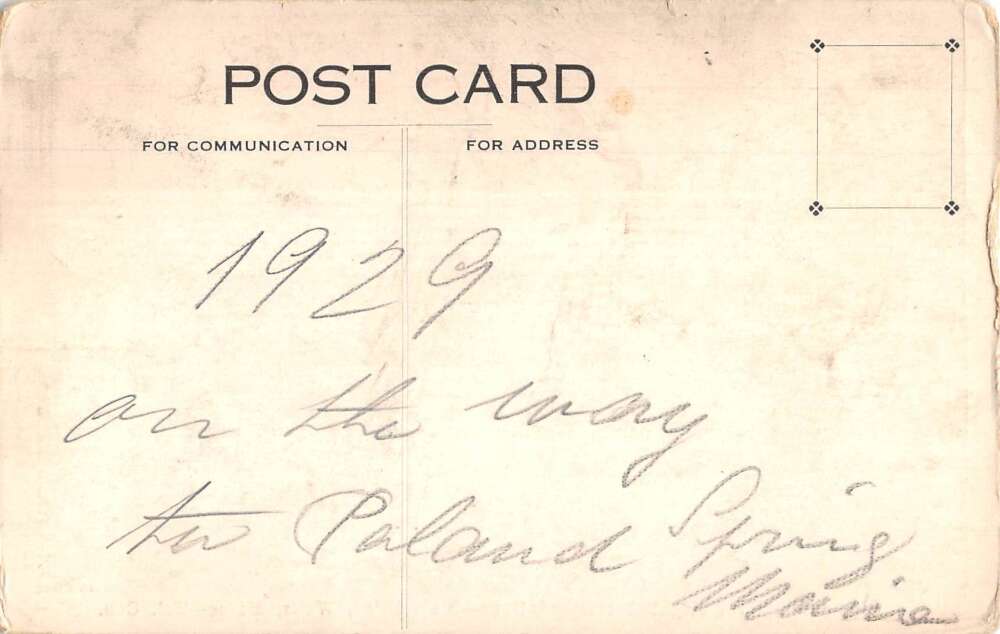 POST CARD
FOR COMMUNICATION
FOR ADDRESS
1929
on the way
to Poland Spring
Maine